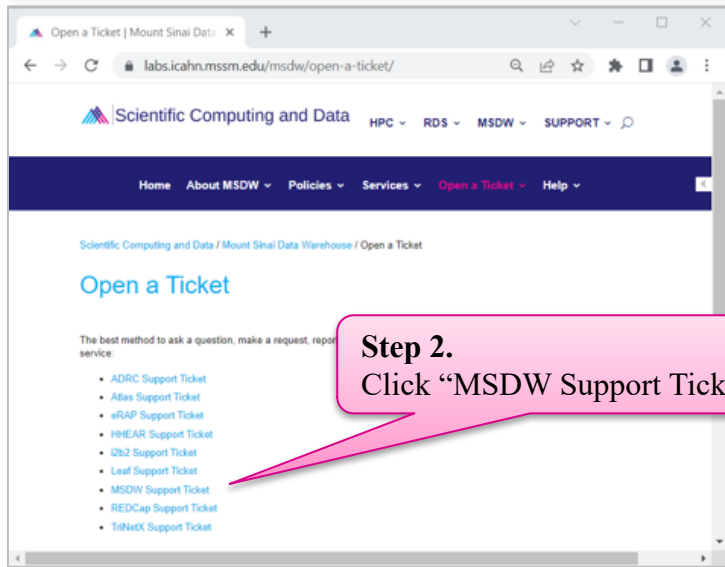 Open a Ticket | Mount Sinai Data
labs.icahn.mssm.edu/msdw/open-a-ticket/
Scientific Computing and Data
HPC RDS MSDW SUPPORT
Home About MSDW Policies Services Open a Ticket Help
Scientific Computing and Data / Mount Sinai Data Warehouse / Open a Ticket
Open a Ticket
The best method to ask a question, make a request, repor
service:
Step 2.
Click “MSDW Support Tick
• ADRC Support Ticket
• Atlas Support Ticket
• eRAP Support Ticket
• HHEAR Support Ticket
• i2b2 Support Ticket
• Leaf Support Ticket
• MSDW Support Ticket
• REDCap Support Ticket
• TriNetX Support Ticket